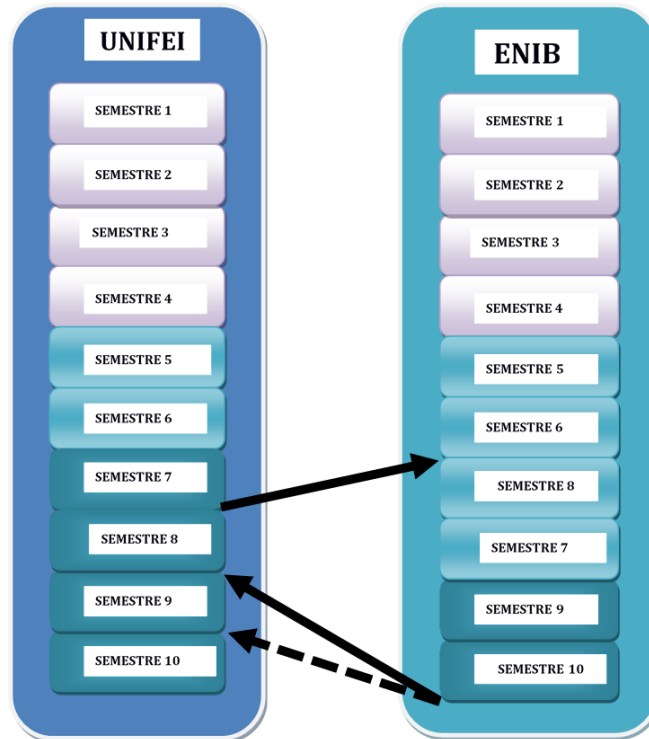 UNIFEI
SEMESTRE 1
SEMESTRE 2
SEMESTRE 3
SEMESTRE 4
SEMESTRE 5
SEMESTRE 6
SEMESTRE 7
SEMESTRE 8
SEMESTRE 9
SEMESTRE 10
ENIB
SEMESTRE 1
SEMESTRE 2
SEMESTRE 3
SEMESTRE 4
SEMESTRE 5
SEMESTRE 6
SEMESTRE 8
SEMESTRE 7
SEMESTRE 9
SEMESTRE 10